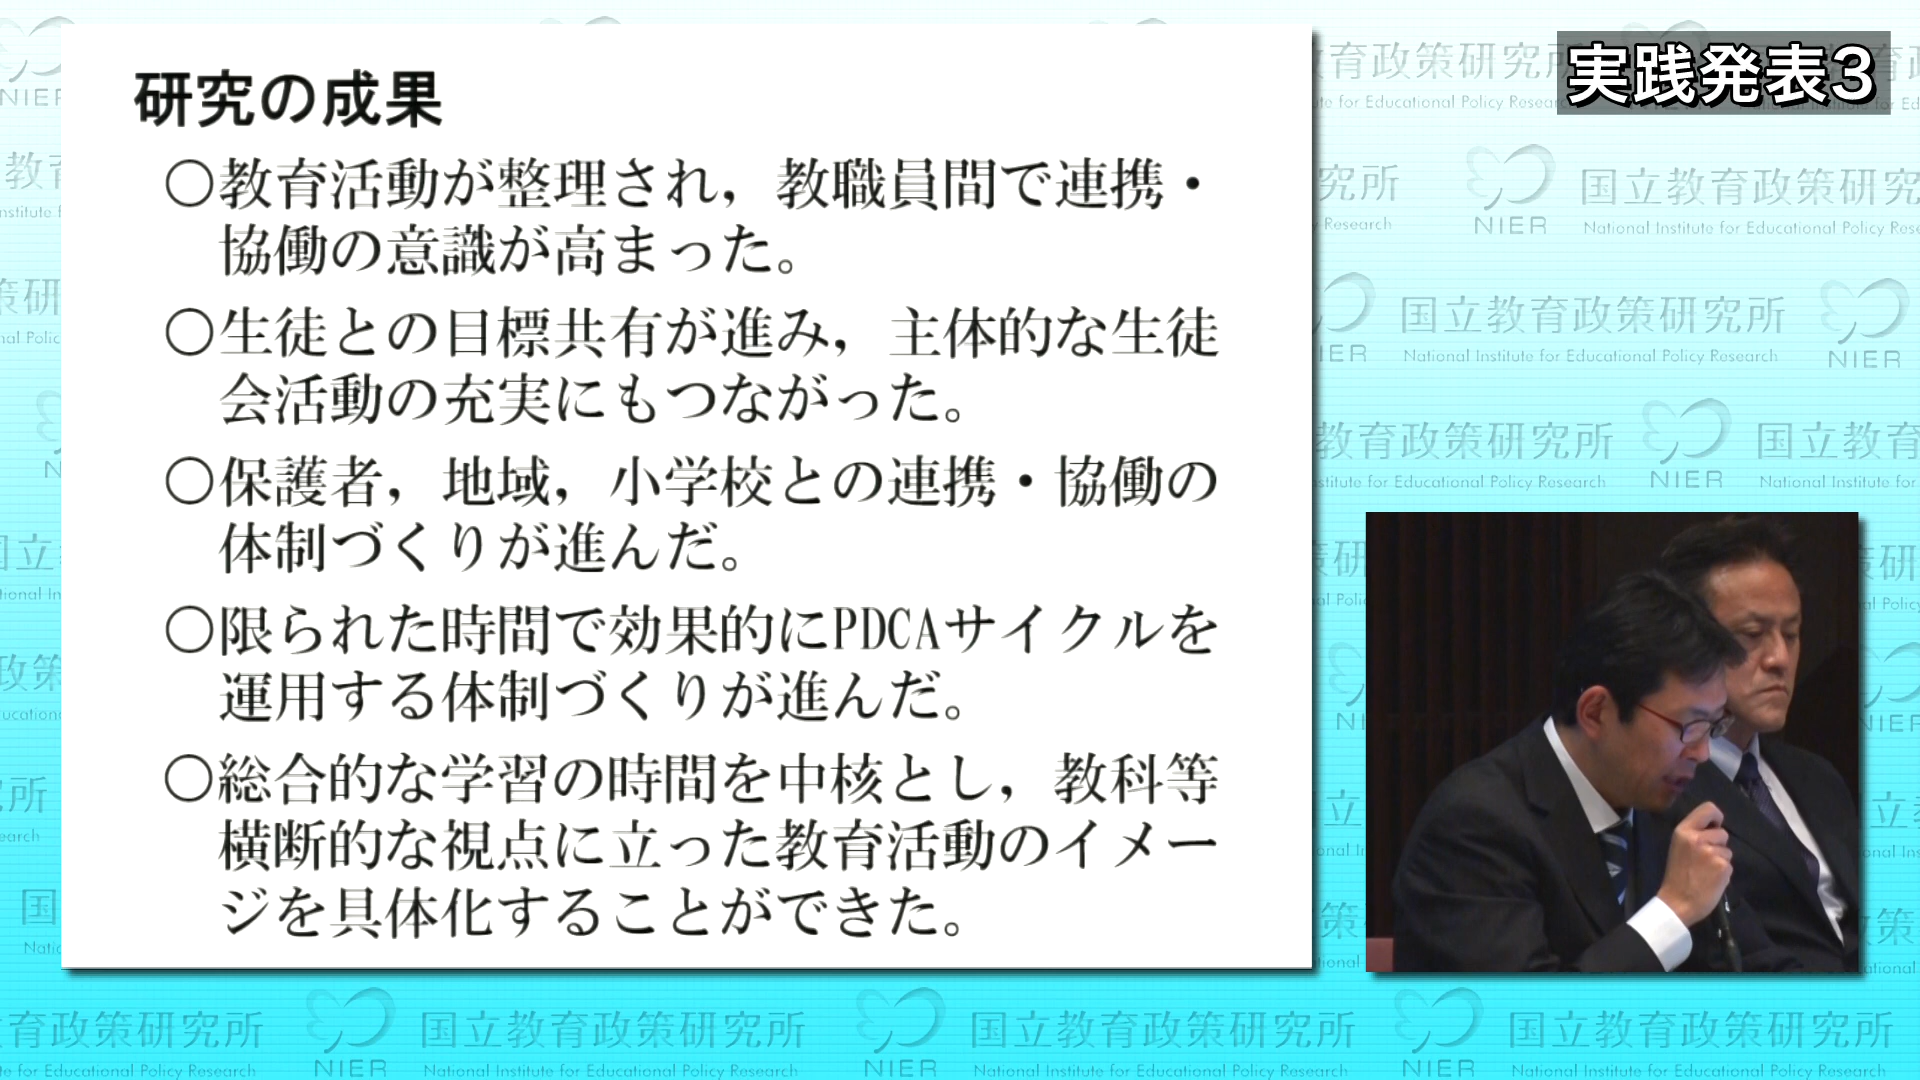 実践発表3
研究の成果
○教育活動が整理され，教職員間で連携・
協働の意識が高まった。
○生徒との目標共有が進み，主体的な生徒
会活動の充実にもつながった。
○保護者，地域，小学校との連携・協働の
体制づくりが進んだ。
○限られた時間で効果的にPDCAサイクルを
運用する体制づくりが進んだ。
○総合的な学習の時間を中核とし，教科等
横断的な視点に立った教育活動のイメー
ジを具体化することができた。
国立教育政策研究所
National Institute for Educational Policy Research
NIER